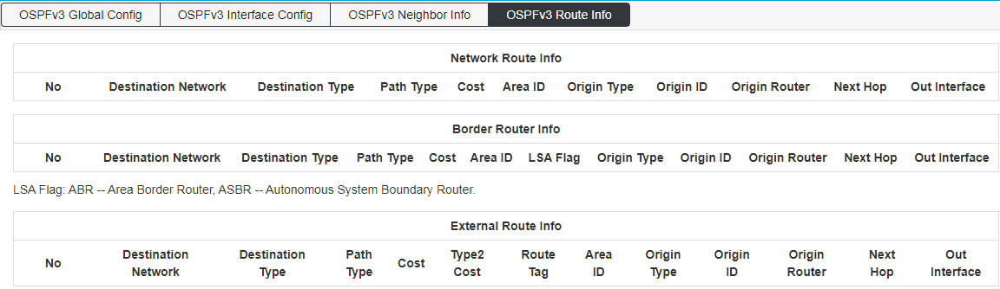 OSPFv3 Global Config OSPFv3 Interface Config OSPFv3 Neighbor Info OSPFv3 Route Info
Network Route Info
No Destination Network Destination Type Path Type Cost Area ID Origin Type Origin ID Origin Router Next Hop Out Interface
Border Router Info
No Destination Network Destination Type Path Type Cost Area ID LSA Flag Origin Type Origin ID Origin Router Next Hop Out Interface
LSA Flag: ABR -- Area Border Router, ASBR -- Autonomous System Boundary Router.
External Route Info
No Destination Network Destination Type Path Type Cost Type2 Cost Route Tag Area ID Origin Type Origin ID Origin Router Next Hop Out Interface